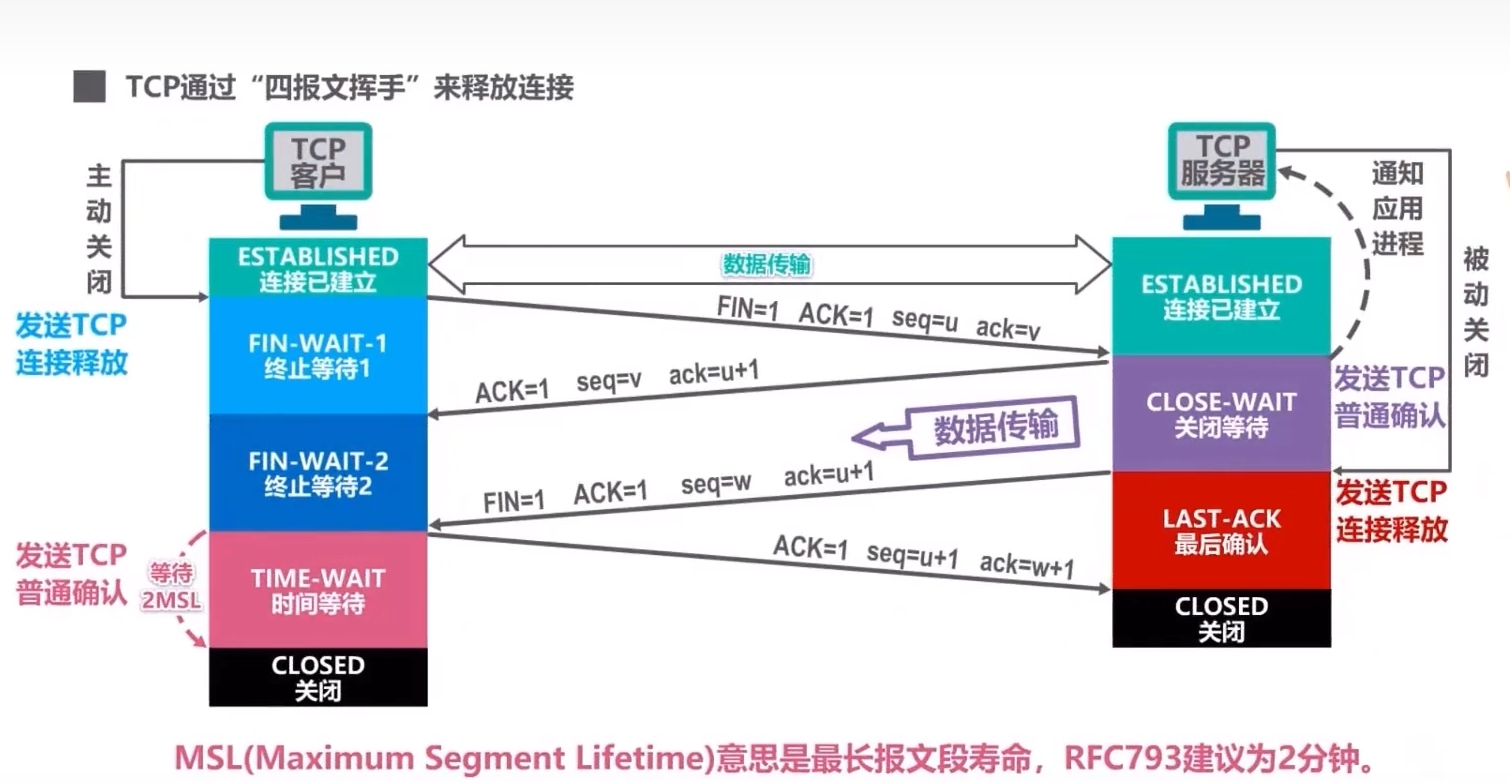 TCP通过“四报文挥手”来释放连接
TCP
客户
TCP
服务器
主动关闭
通知
应用
进程
被动关闭
ESTABLISHED
连接已建立
数据传输
ESTABLISHED
连接已建立
发送TCP
连接释放
FIN=1 ACK=1 seq=u ack=v
FIN-WAIT-1
终止等待1
ACK=1 seq=v ack=u+1
CLOSE-WAIT
关闭等待
发送TCP
普通确认
数据传输
FIN-WAIT-2
终止等待2
FIN=1 ACK=1 seq=w ack=u+1
LAST-ACK
最后确认
发送TCP
连接释放
发送TCP
普通确认
等待
2MSL
TIME-WAIT
时间等待
ACK=1 seq=u+1 ack=w+1
CLOSED
关闭
CLOSED
关闭
MSL(Maximum Segment Lifetime)意思是最长报文段寿命，RFC793建议为2分钟。